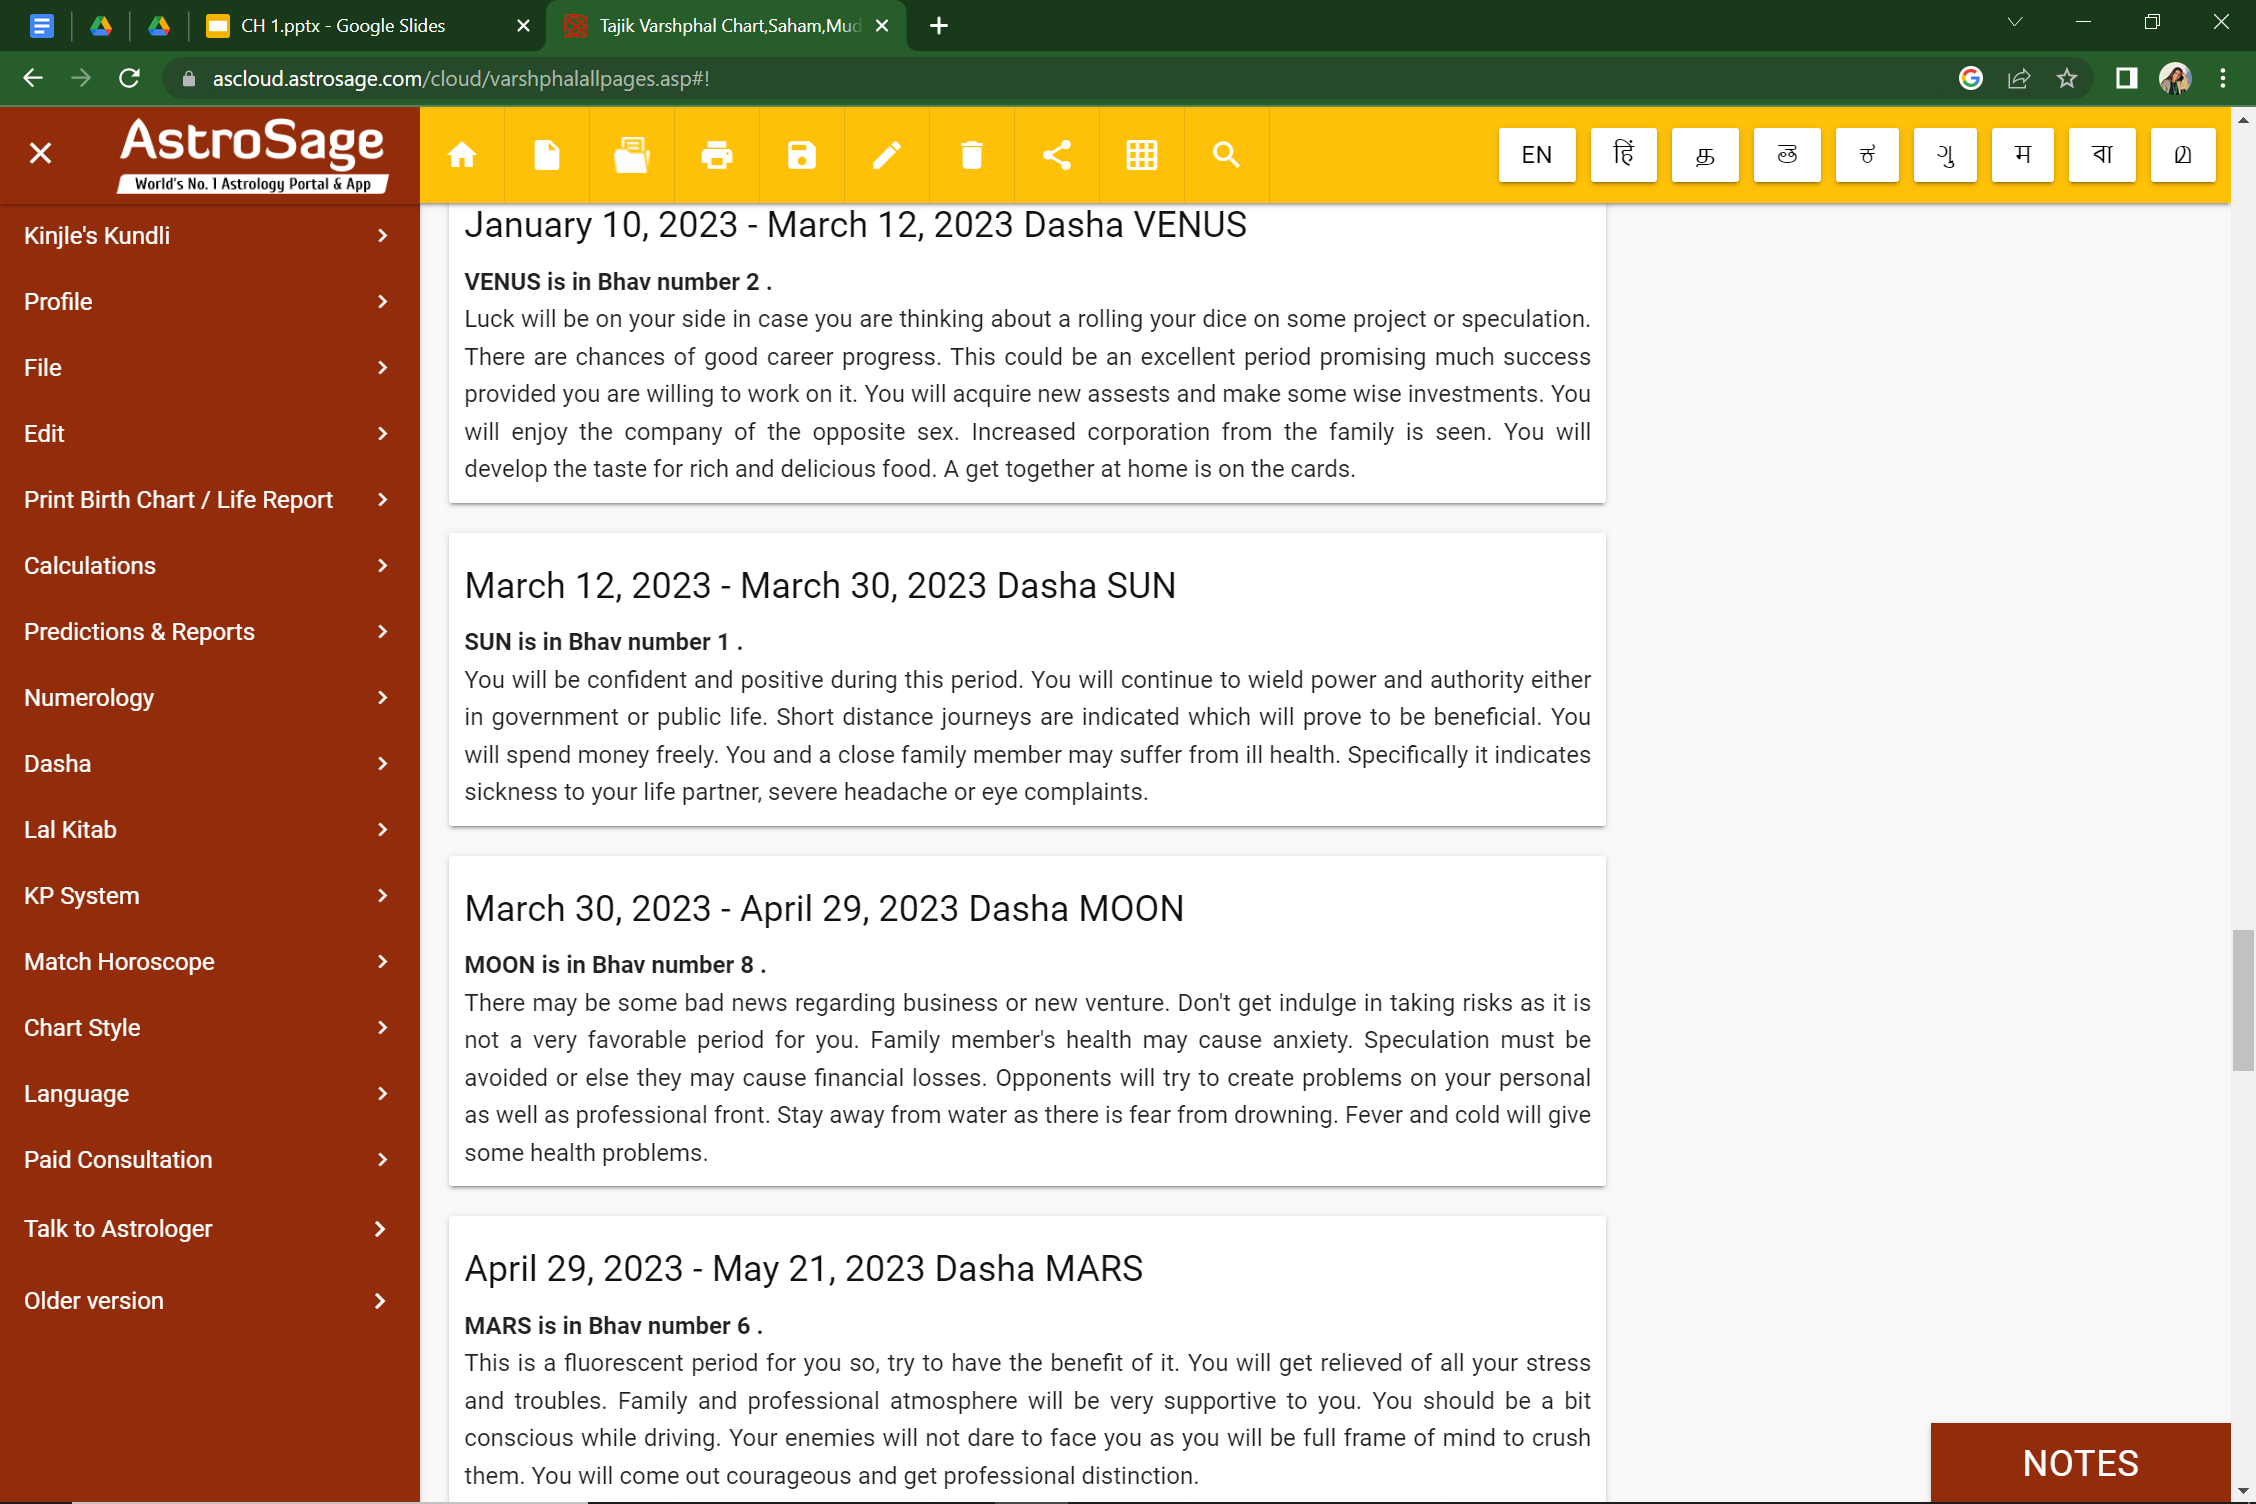 CH 1.pptx - Google Slides
Tajik Varshphal Chart,Saham,Mud
ascloud.astrosage.com/cloud/varshphalallpages.asp#!
AstroSage
World's No. 1 Astrology Portal & App
EN
हिं
த
తె
ಕ
ગુ
म
বা
മ
Kinjle's Kundli
Profile
File
Edit
Print Birth Chart / Life Report
Calculations
Predictions & Reports
Numerology
Dasha
Lal Kitab
KP System
Match Horoscope
Chart Style
Language
Paid Consultation
Talk to Astrologer
Older version
January 10, 2023 - March 12, 2023 Dasha VENUS
VENUS is in Bhav number 2 .
Luck will be on your side in case you are thinking about a rolling your dice on some project or speculation.
There are chances of good career progress. This could be an excellent period promising much success
provided you are willing to work on it. You will acquire new assests and make some wise investments. You
will enjoy the company of the opposite sex. Increased corporation from the family is seen. You will
develop the taste for rich and delicious food. A get together at home is on the cards.
March 12, 2023 - March 30, 2023 Dasha SUN
SUN is in Bhav number 1 .
You will be confident and positive during this period. You will continue to wield power and authority either
in government or public life. Short distance journeys are indicated which will prove to be beneficial. You
will spend money freely. You and a close family member may suffer from ill health. Specifically it indicates
sickness to your life partner, severe headache or eye complaints.
March 30, 2023 - April 29, 2023 Dasha MOON
MOON is in Bhav number 8 .
There may be some bad news regarding business or new venture. Don't get indulge in taking risks as it is
not a very favorable period for you. Family member's health may cause anxiety. Speculation must be
avoided or else they may cause financial losses. Opponents will try to create problems on your personal
as well as professional front. Stay away from water as there is fear from drowning. Fever and cold will give
some health problems.
April 29, 2023 - May 21, 2023 Dasha MARS
MARS is in Bhav number 6 .
This is a fluorescent period for you so, try to have the benefit of it. You will get relieved of all your stress
and troubles. Family and professional atmosphere will be very supportive to you. You should be a bit
conscious while driving. Your enemies will not dare to face you as you will be full frame of mind to crush
them. You will come out courageous and get professional distinction.
NOTES